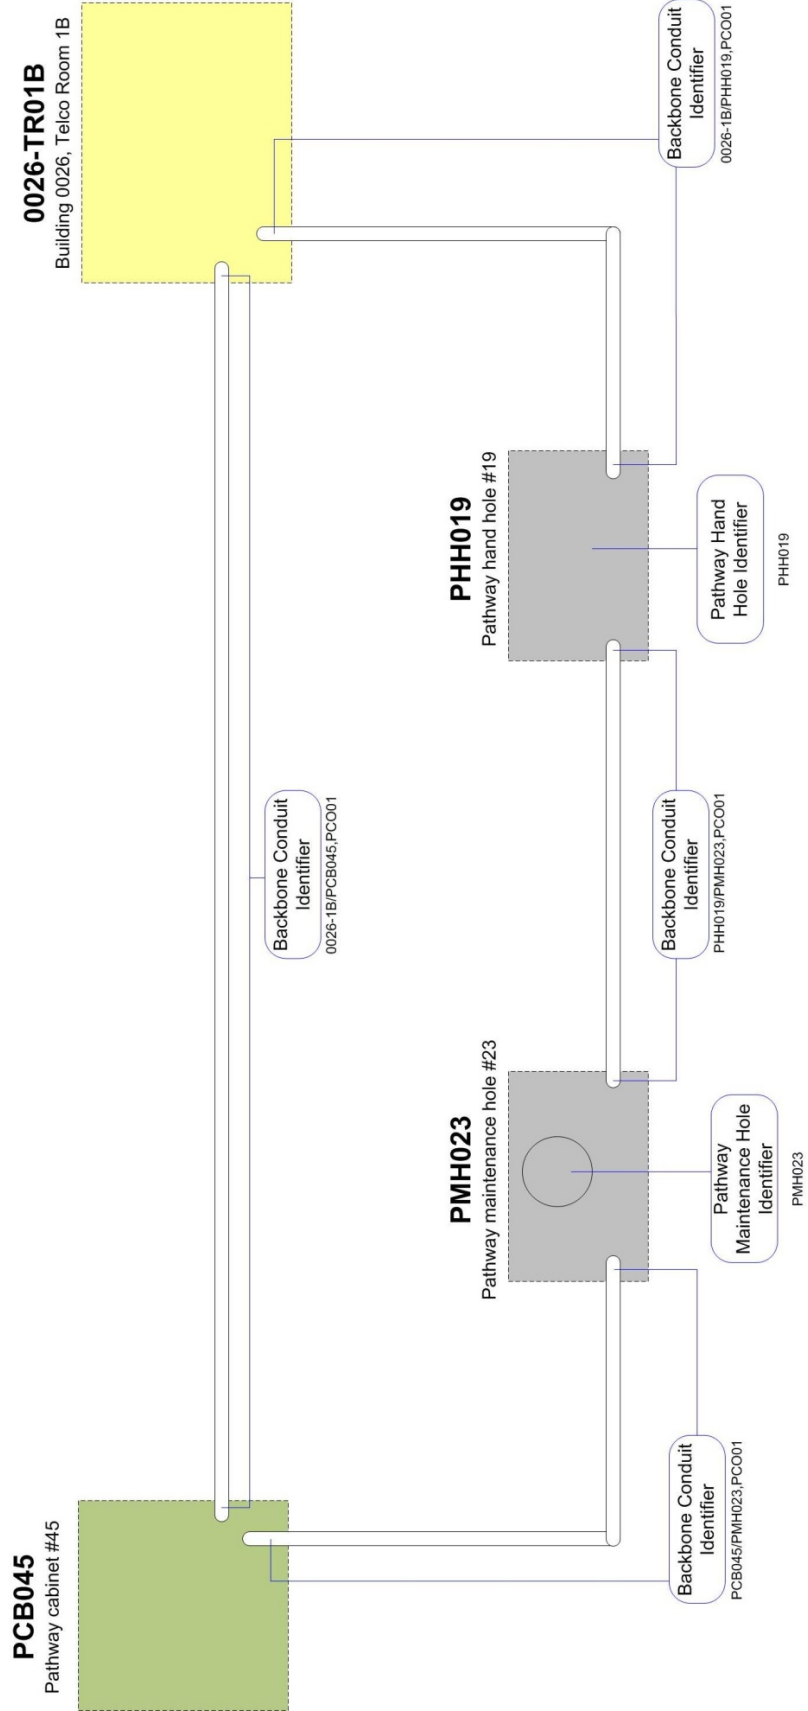 PCB045
Pathway cabinet #45
0026-TR01B
Building 0026, Telco Room 1B
Backbone Conduit
Identifier
0026-1B/PCB045,PCO01
PMH023
Pathway maintenance hole #23
PHH019
Pathway hand hole #19
Backbone Conduit
Identifier
PCB045/PMH023,PCO01
Pathway
Maintenance Hole
Identifier
PMH023
Backbone Conduit
Identifier
PHH019/PMH023,PCO01
Pathway Hand
Hole Identifier
PHH019
Backbone Conduit
Identifier
0026-1B/PHH019,PCO01